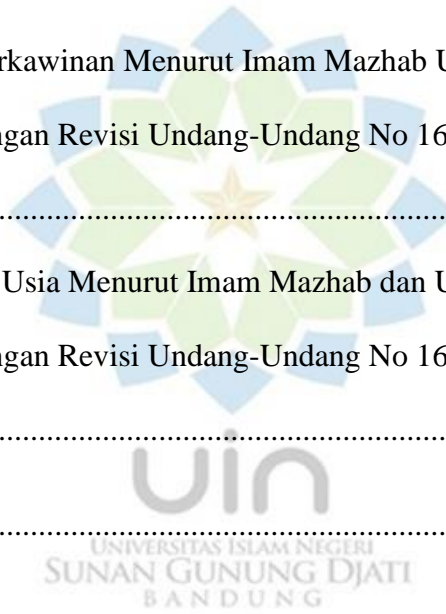 rkawinan Menurut Imam Mazhab U
ngan Revisi Undang-Undang No 16
................................................................
Usia Menurut Imam Mazhab dan U
ngan Revisi Undang-Undang No 16
................................................................
uin
................................................................
UNIVERSITAS ISLAM NEGERI
SUNAN GUNUNG DJATI
BANDUNG